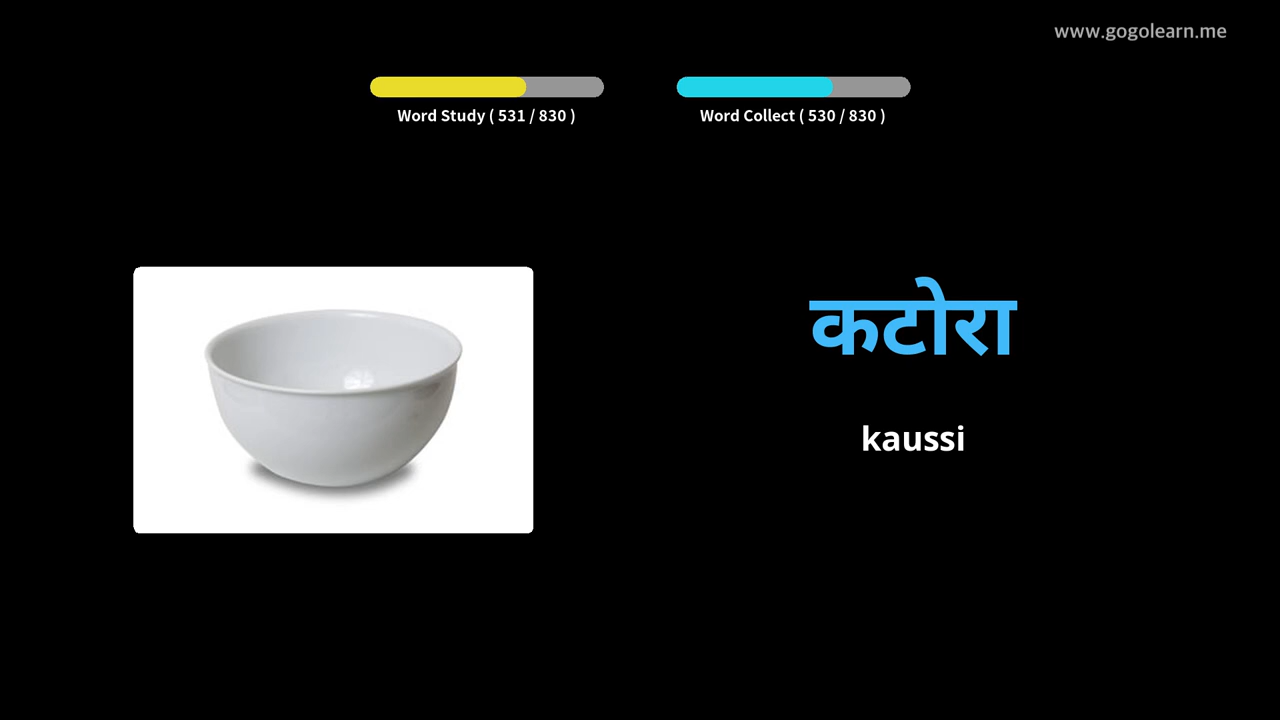 www.gogolearn.me
Word Study ( 531 / 830 )
Word Collect ( 530 / 830 )
कटोरा
kaussi